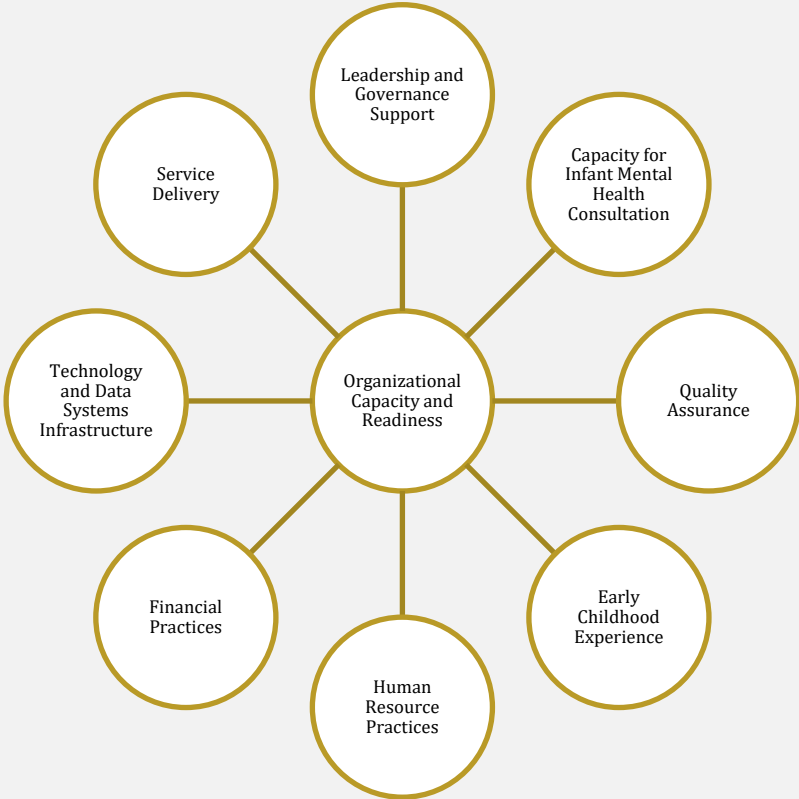 Leadership and
Governance
Support
Capacity for
Infant Mental
Health
Consultation
Quality
Assurance
Early
Childhood
Experience
Human
Resource
Practices
Financial
Practices
Technology
and Data
Systems
Infrastructure
Service
Delivery
Organizational
Capacity and
Readiness